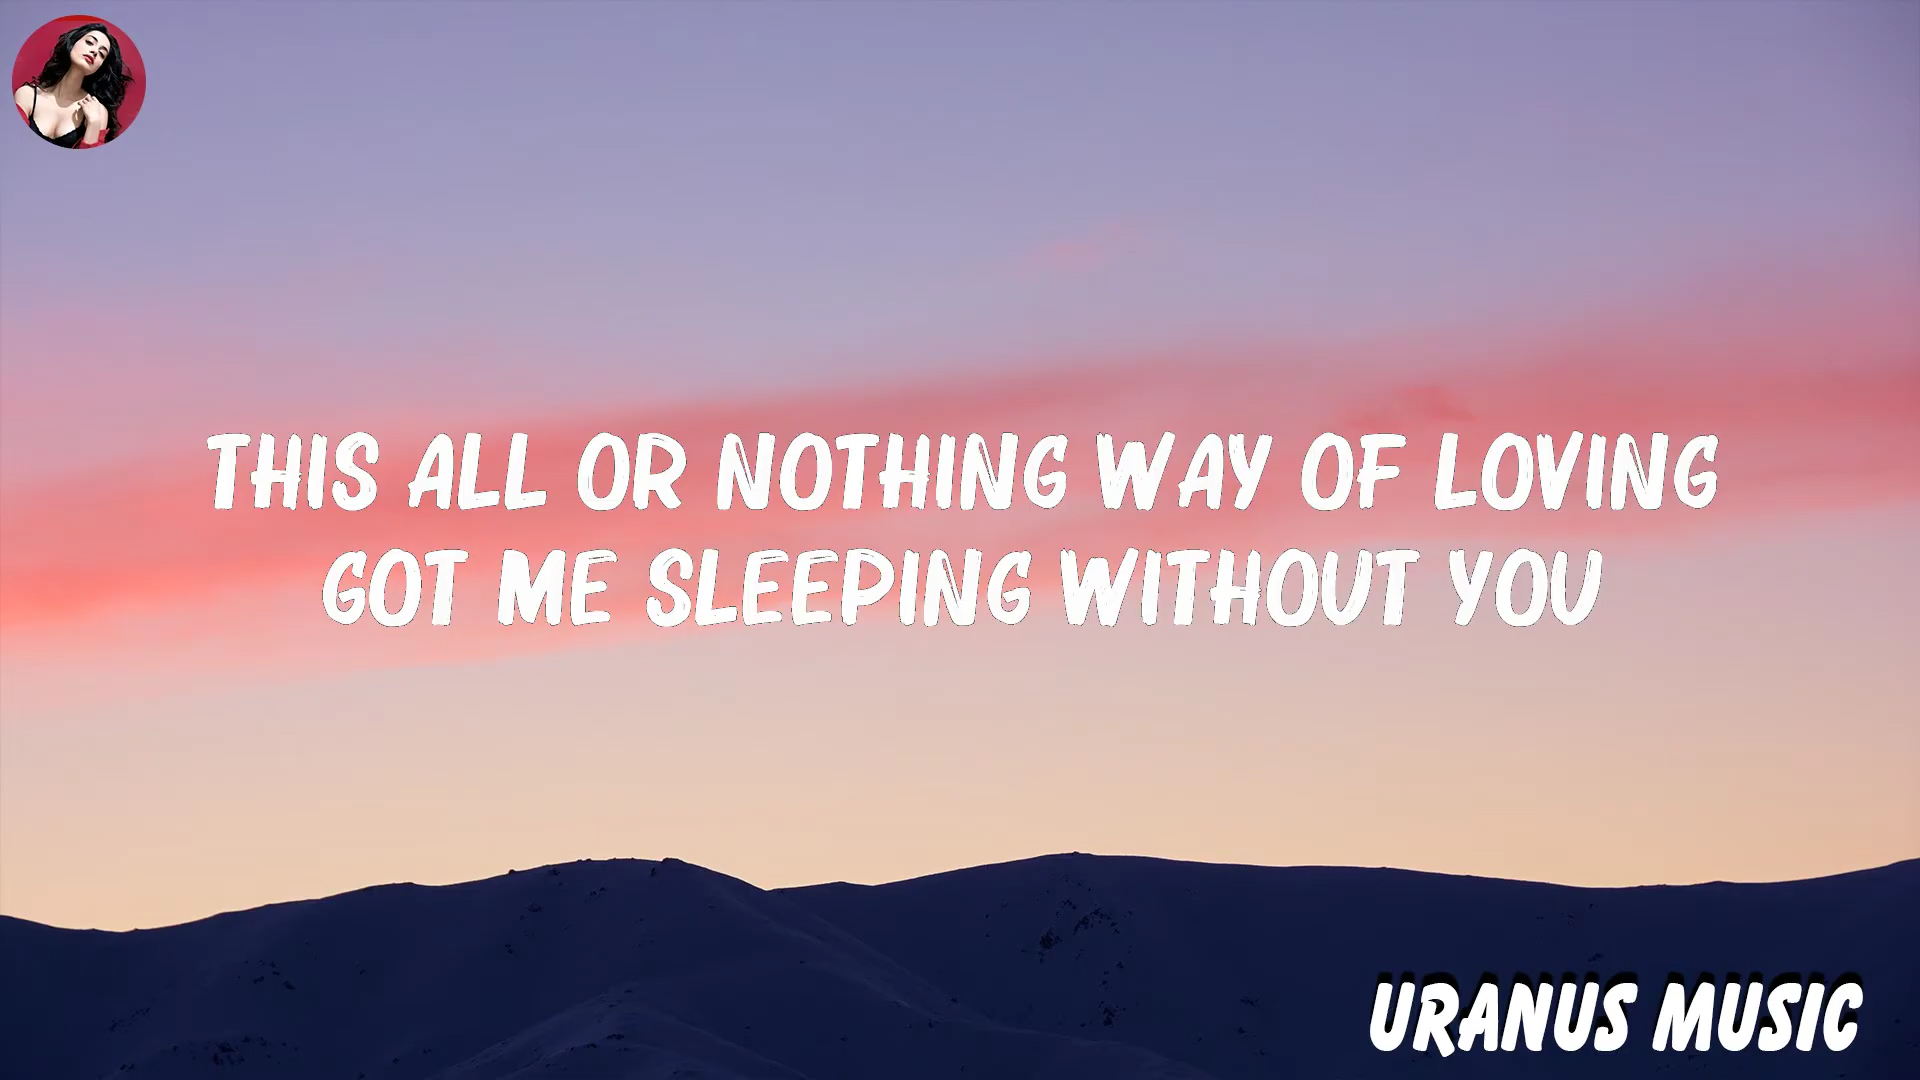 THIS ALL OR NOTHING WAY OF LOVING
GOT ME SLEEPING WITHOUT YOU
URANUS MUSIC